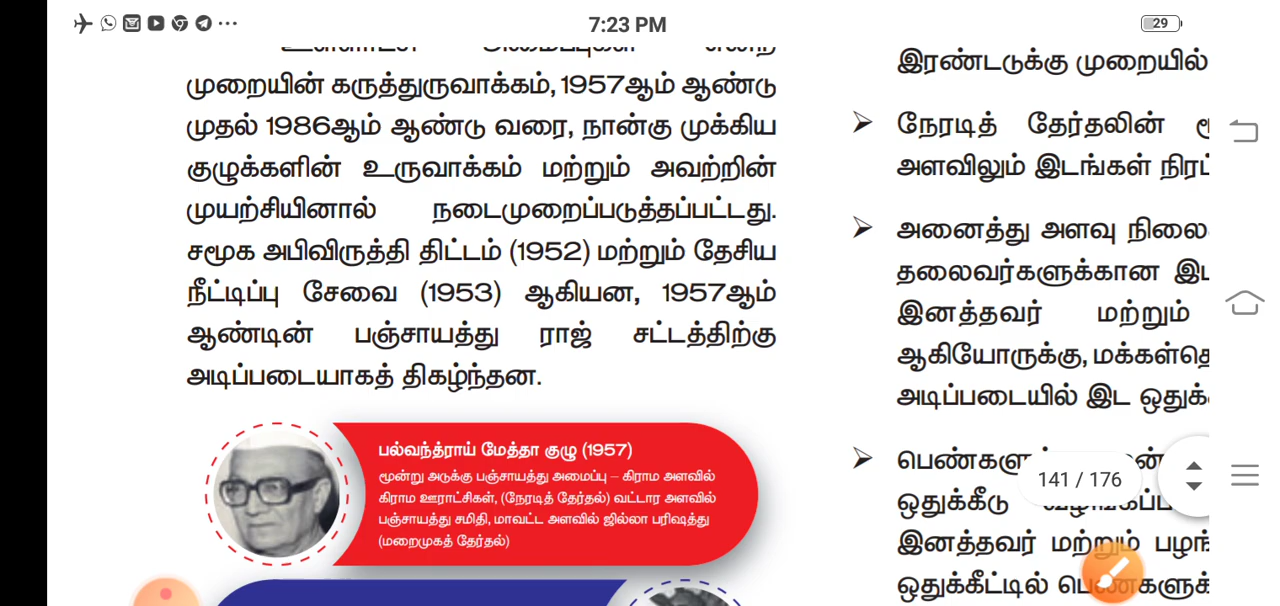 7:23 PM
29
முறையின் கருத்துருவாக்கம், 1957ஆம் ஆண்டு
முதல் 1986ஆம் ஆண்டு வரை, நான்கு முக்கிய
குழுக்களின் உருவாக்கம் மற்றும் அவற்றின்
முயற்சியினால் நடைமுறைப்படுத்தப்பட்டது.
சமூக அபிவிருத்தி திட்டம் (1952) மற்றும் தேசிய
நீட்டிப்பு சேவை (1953) ஆகியன, 1957ஆம்
ஆண்டின் பஞ்சாயத்து ராஜ் சட்டத்திற்கு
அடிப்படையாகத் திகழ்ந்தன.
பல்வந்த்ராய் மேத்தா குழு (1957)
மூன்று அடுக்கு பஞ்சாயத்து அமைப்பு – கிராம அளவில்
கிராம ஊராட்சிகள், (நேரடித் தேர்தல்) வட்டார அளவில்
பஞ்சாயத்து சமிதி, மாவட்ட அளவில் ஜில்லா பரிஷத்து
(மறைமுகத் தேர்தல்)
இரண்டடுக்கு முறையில்
➤ நேரடித் தேர்தலின்
அளவிலும் இடங்கள்
➤ அனைத்து அளவு
தலைவர்களுக்கான
இனத்தவர் மற்றும்
ஆகியோருக்கு,
அடிப்படையில் இட
➤
141 / 176
ஒதுக்கீடு
இனத்தவர் மற்றும்
ஒதுக்கீட்டில்